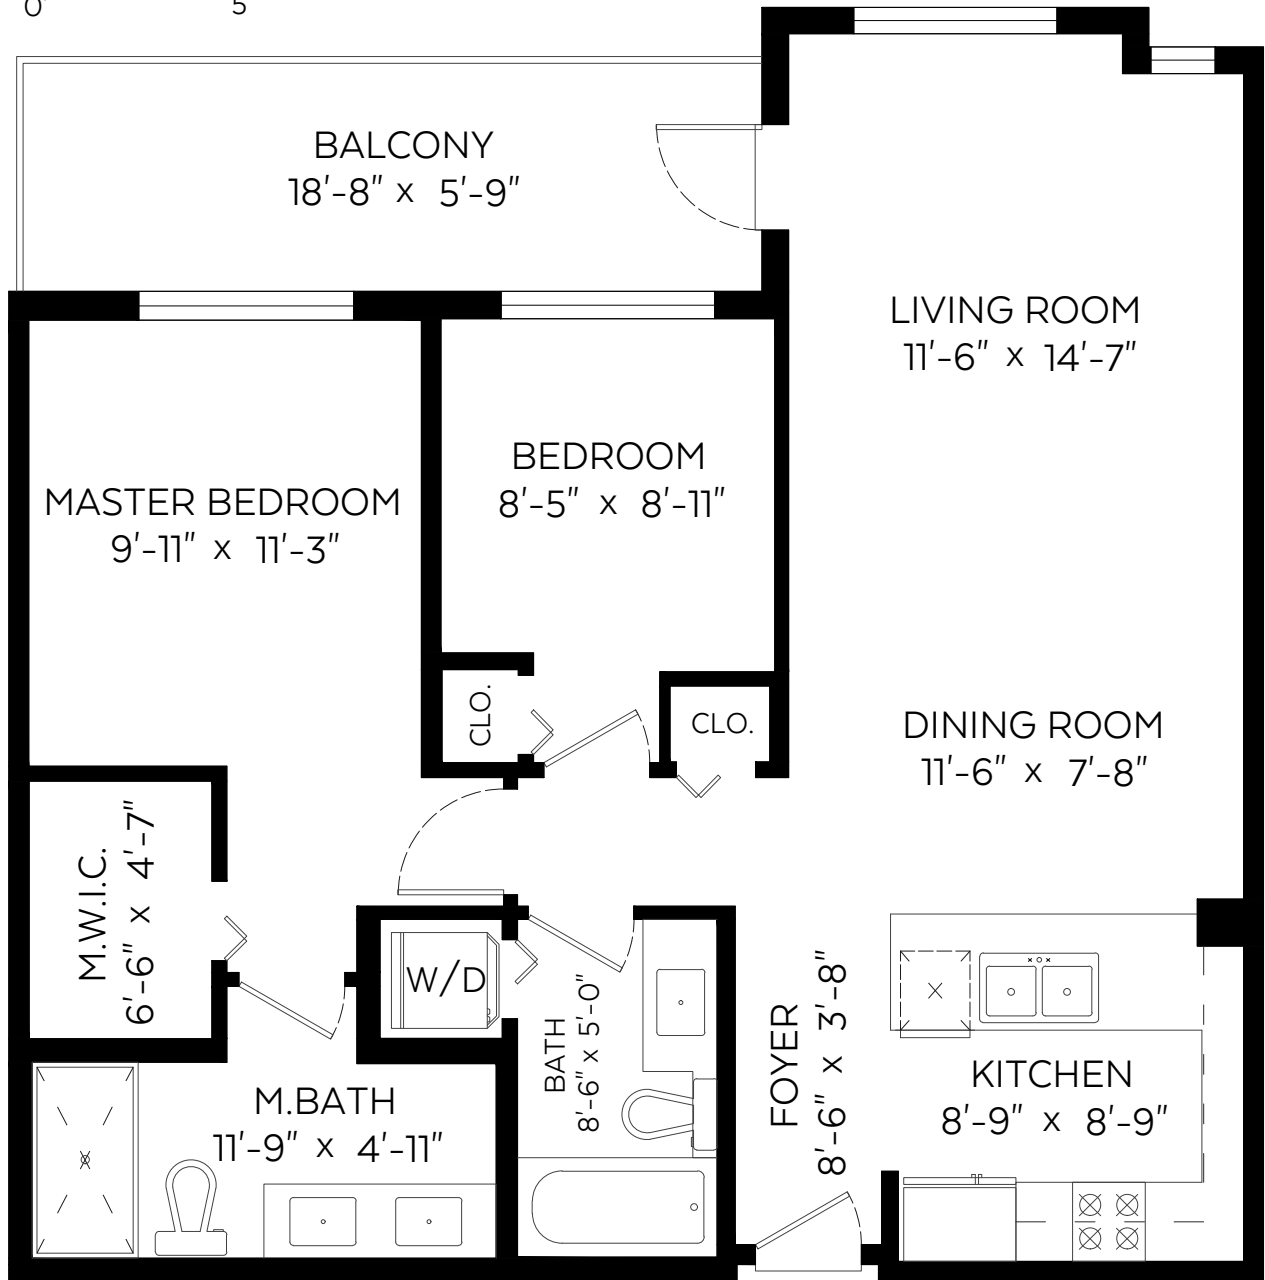 0' 5
BALCONY
18'-8" x 5'-9"
LIVING ROOM
11'-6" x 14'-7"
BEDROOM
8'-5" x 8'-11"
MASTER BEDROOM
9'-11" x 11'-3"
CLO.
CLO.
DINING ROOM
11'-6" x 7'-8"
M.W.I.C.
6'-6" x 4'-7"
W/D
BATH
8'-6" x 5'-0"
FOYER
8'-6" x 3'-8"
KITCHEN
8'-9" x 8'-9"
M.BATH
11'-9" x 4'-11"